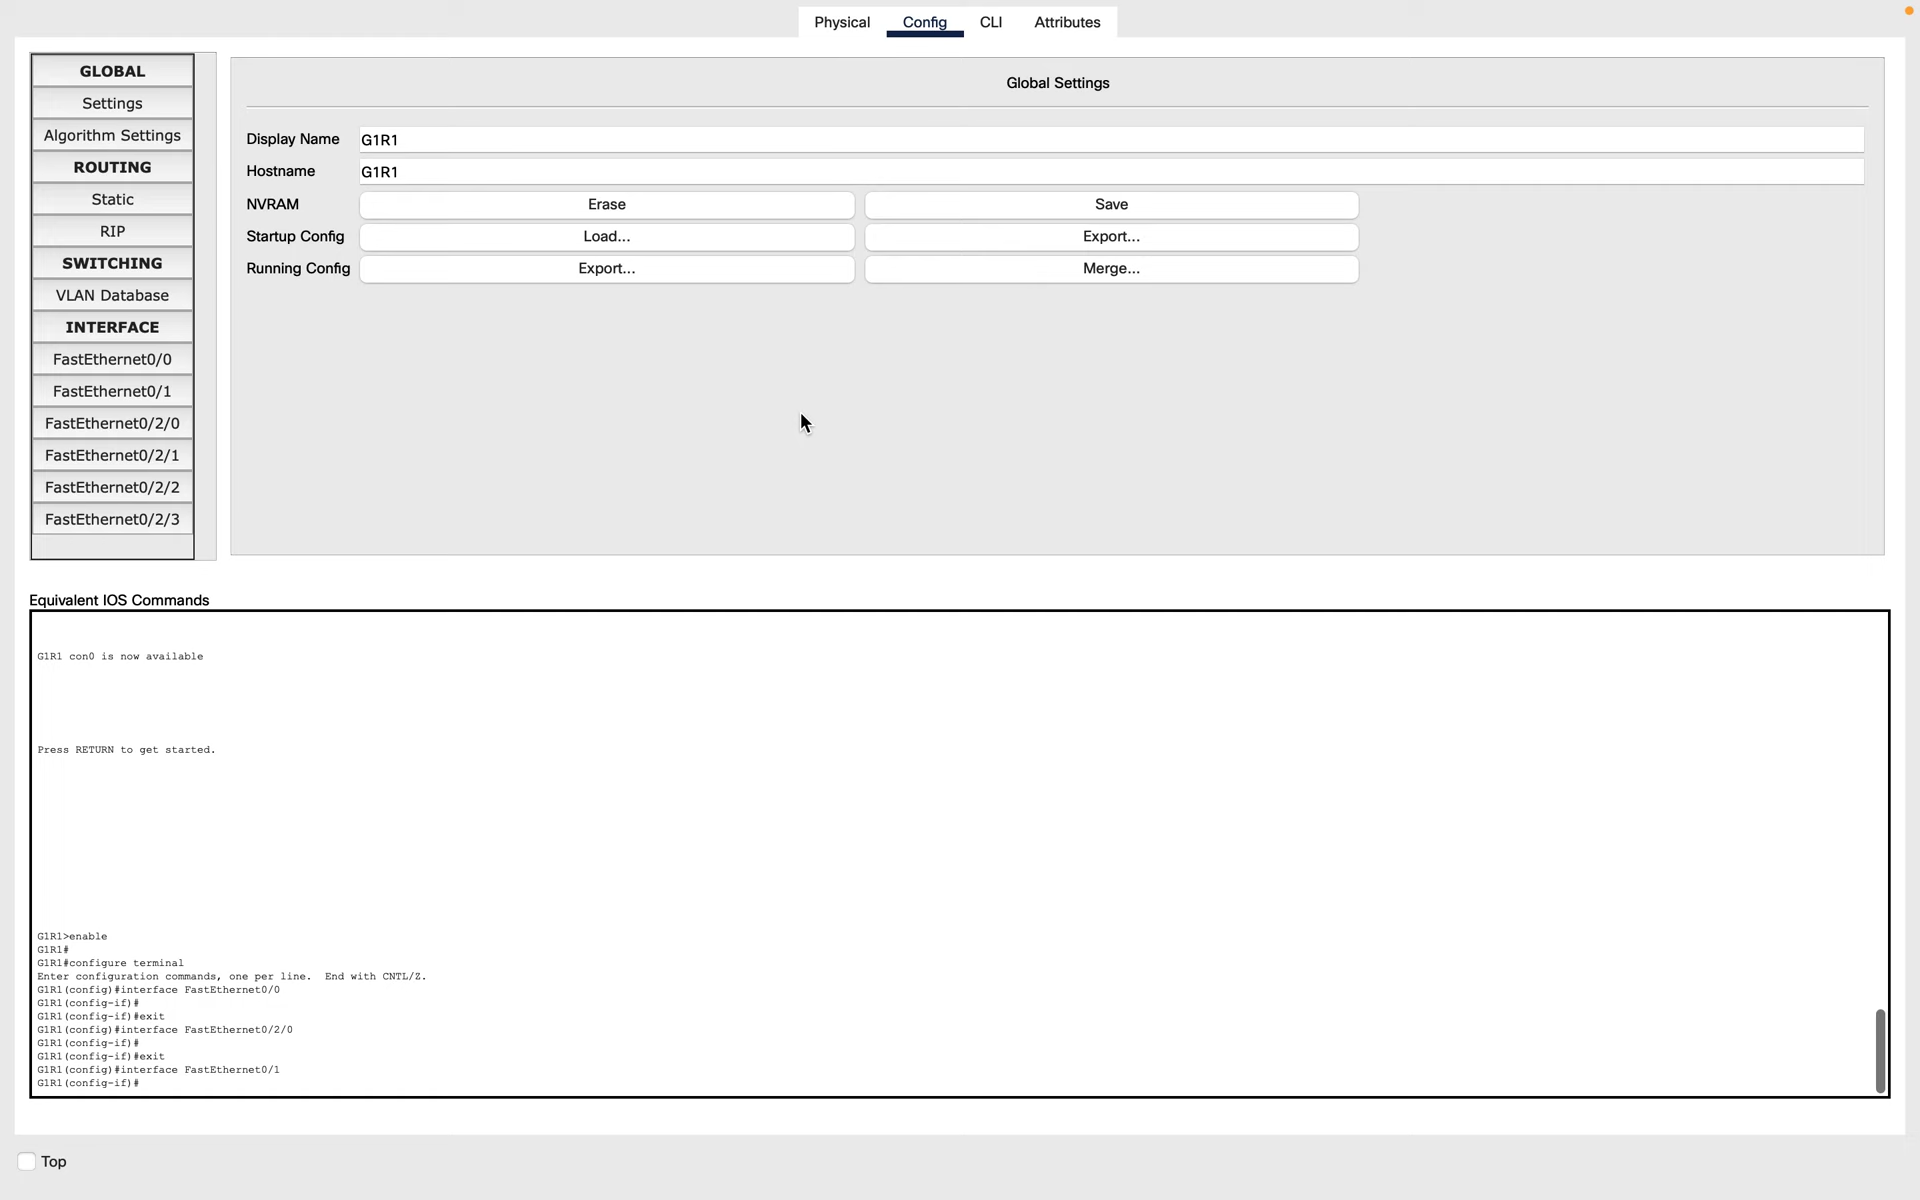 Physical Config CLI Attributes
GLOBAL
Settings
Algorithm Settings
ROUTING
Static
RIP
SWITCHING
VLAN Database
INTERFACE
FastEthernet0/0
FastEthernet0/1
FastEthernet0/2/0
FastEthernet0/2/1
FastEthernet0/2/2
FastEthernet0/2/3
Global Settings
Display Name G1R1
Hostname G1R1
NVRAM Erase Save
Startup Config Load... Export...
Running Config Export... Merge...
Equivalent IOS Commands
G1R1 con0 is now available
Press RETURN to get started.
G1R1>enable
G1R1#
G1R1#configure terminal
Enter configuration commands, one per line.  End with CNTL/Z.
G1R1(config)#interface FastEthernet0/0
G1R1(config-if)#
G1R1(config-if)#exit
G1R1(config)#interface FastEthernet0/2/0
G1R1(config-if)#
G1R1(config-if)#exit
G1R1(config)#interface FastEthernet0/1
G1R1(config-if)#
Top